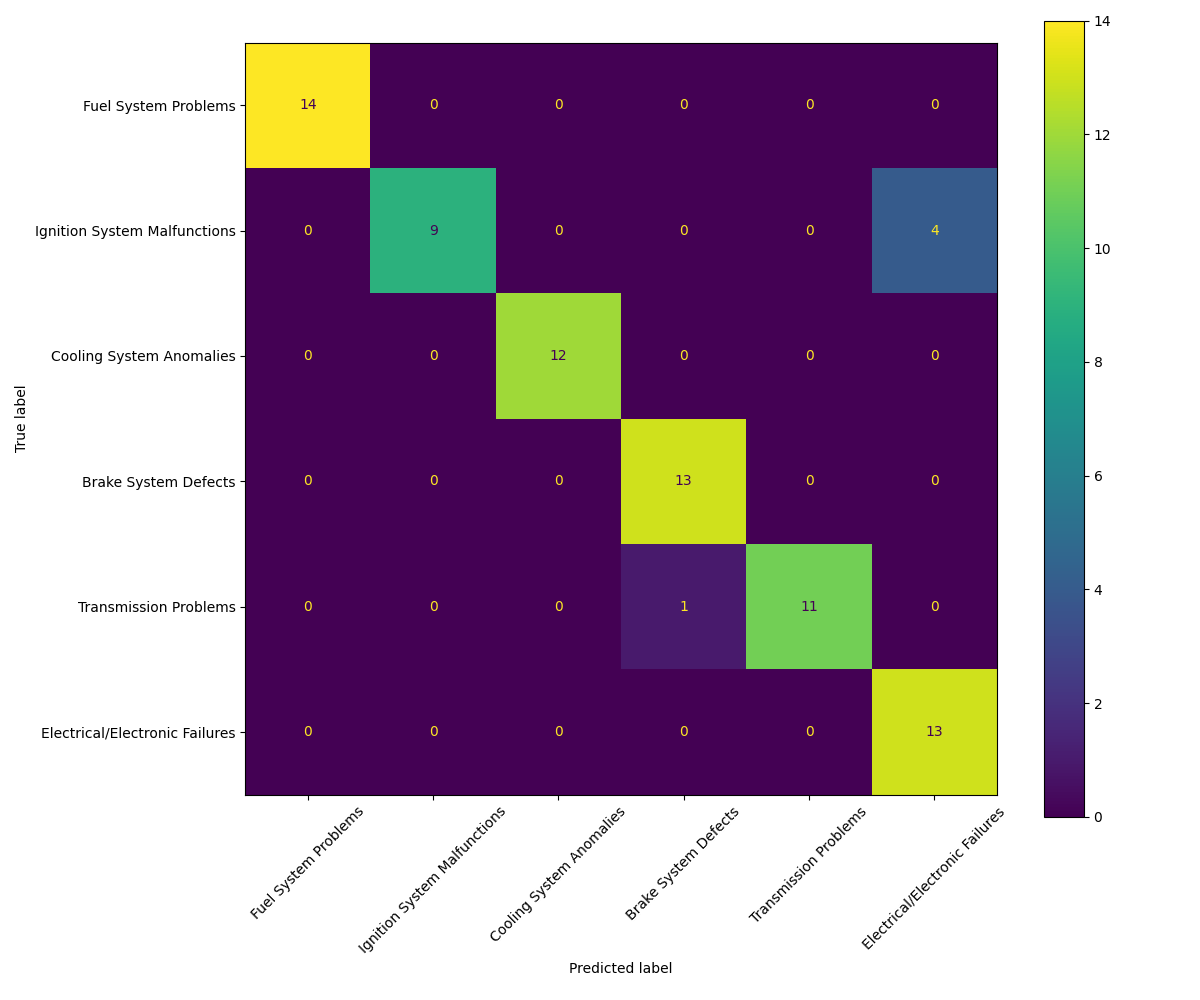 Fuel System Problems 14 0 0 0 0 0
Ignition System Malfunctions 0 9 0 0 0 4
Cooling System Anomalies 0 0 12 0 0 0
Brake System Defects 0 0 0 13 0 0
Transmission Problems 0 0 0 1 11 0
Electrical/Electronic Failures 0 0 0 0 0 13
True label
Fuel System Problems
Ignition System Malfunctions
Cooling System Anomalies
Brake System Defects
Transmission Problems
Electrical/Electronic Failures
Predicted label
14
12
10
8
6
4
2
0